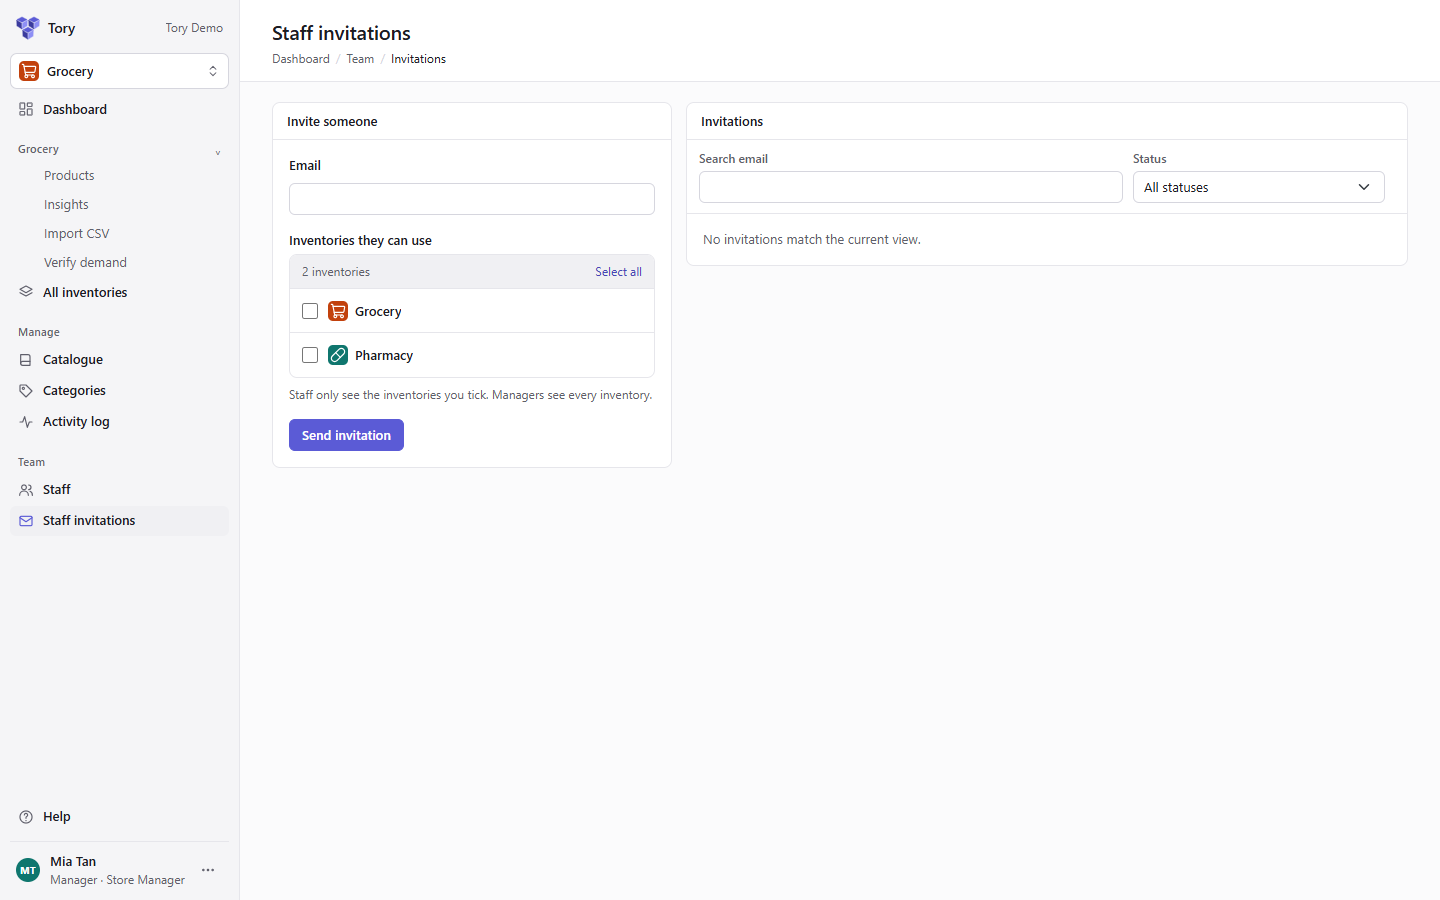 Tory
Tory Demo
Grocery
Dashboard
Grocery
Products
Insights
Import CSV
Verify demand
All inventories
Manage
Catalogue
Categories
Activity log
Team
Staff
Staff invitations
Help
MT
Mia Tan
Manager · Store Manager
Staff invitations
Dashboard / Team / Invitations
Invite someone
Email
Inventories they can use
2 inventories
Select all
Grocery
Pharmacy
Staff only see the inventories you tick. Managers see every inventory.
Send invitation
Invitations
Search email
Status
All statuses
No invitations match the current view.